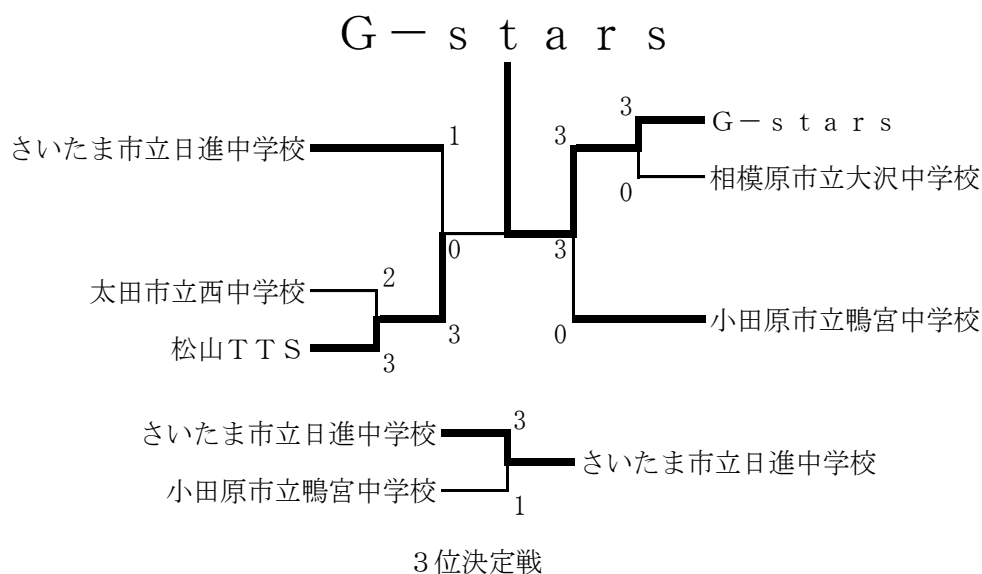 Ｇ－ｓｔａｒｓ
3
Ｇ－ｓｔａｒｓ
さいたま市立日進中学校
1
3
相模原市立大沢中学校
0
0
3
太田市立西中学校
2
小田原市立鴨宮中学校
松山ＴＴＳ
3
3
0
さいたま市立日進中学校
3
さいたま市立日進中学校
小田原市立鴨宮中学校
1
３位決定戦